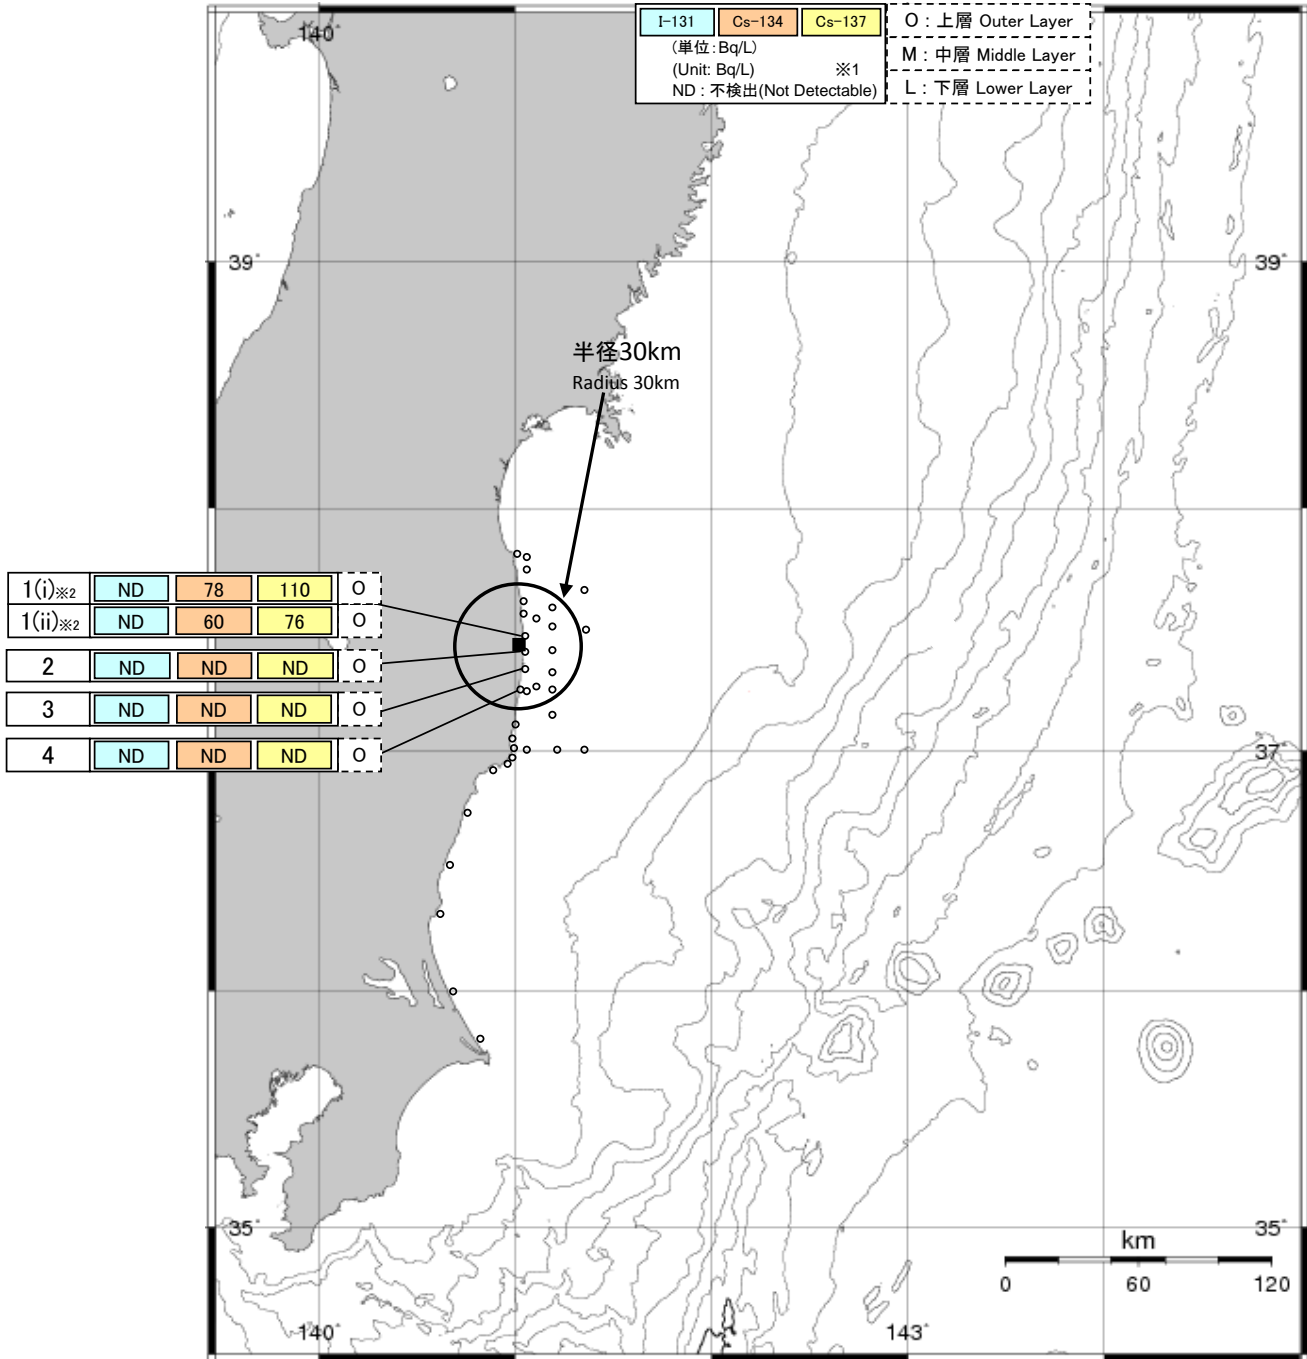 140°
I-131 Cs-134 Cs-137
(単位:Bq/L)
(Unit: Bq/L) ※1
ND : 不検出(Not Detectable)
O : 上層 Outer Layer
M : 中層 Middle Layer
L : 下層 Lower Layer
39° 39°
半径30km
Radius 30km
1(i)※2 ND 78 110 O
1(ii)※2 ND 60 76 O
2 ND ND ND O
3 ND ND ND O
4 ND ND ND O
37°
35° 35°
km
0 60 120
140° 143°